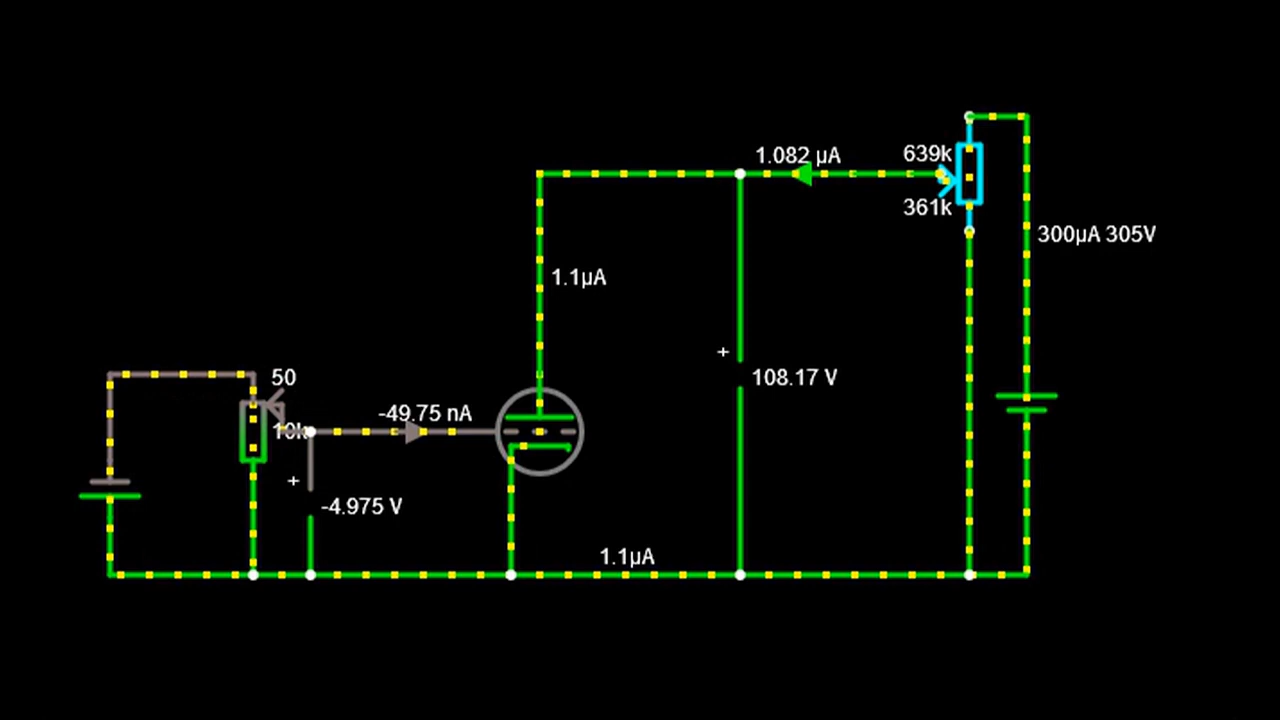 1.082 µA
639k
361k
300µA 305V
1.1µA
+
108.17 V
50
-49.75 nA
10k
+
-4.975 V
1.1µA